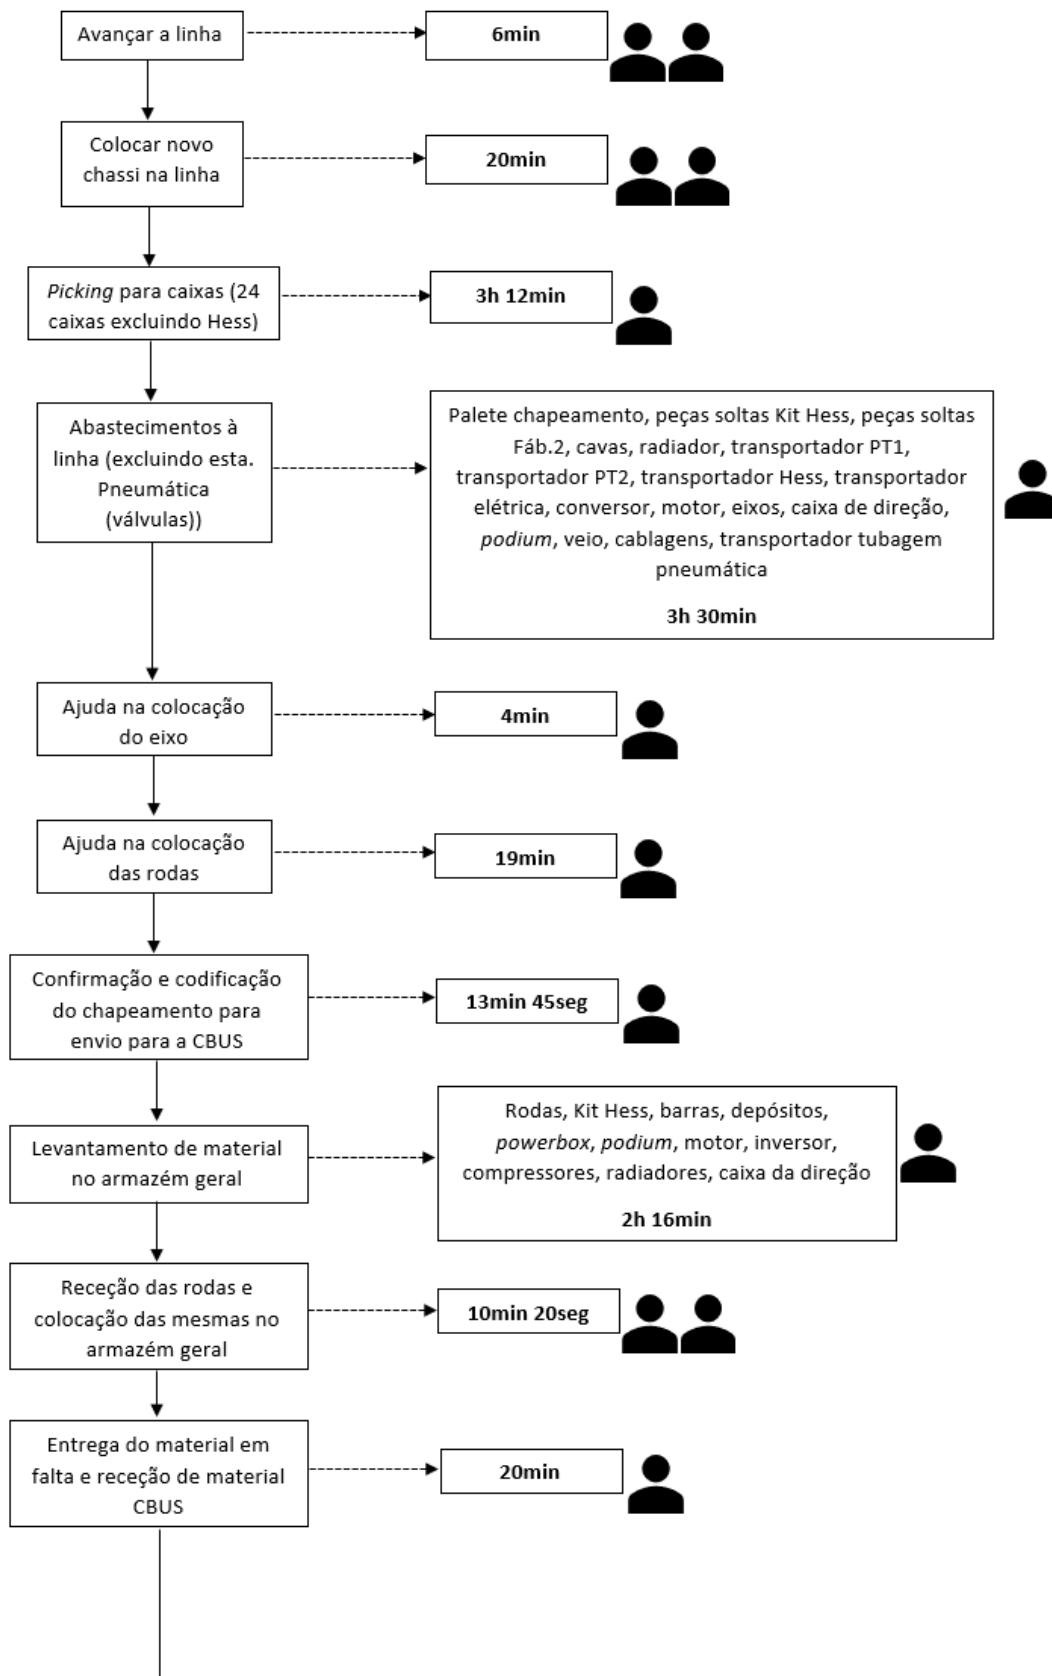 Avançar a linha
6min
Colocar novo
chassi na linha
20min
Picking para caixas (24
caixas excluindo Hess)
3h 12min
Abastecimentos à
linha (excluindo esta.
Pneumática
(válvulas))
Palete chapeamento, peças soltas Kit Hess, peças soltas
Fáb.2, cavas, radiador, transportador PT1,
transportador PT2, transportador Hess, transportador
elétrica, conversor, motor, eixos, caixa de direção,
podium, veio, cablagens, transportador tubagem
pneumática
3h 30min
Ajuda na colocação
do eixo
4min
Ajuda na colocação
das rodas
19min
Confirmação e codificação
do chapeamento para
envio para a CBUS
13min 45seg
Levantamento de material
no armazém geral
Rodas, Kit Hess, barras, depósitos,
powerbox, podium, motor, inversor,
compressores, radiadores, caixa da direção
2h 16min
Receção das rodas e
colocação das mesmas no
armazém geral
10min 20seg
Entrega do material em
falta e receção de material
CBUS
20min